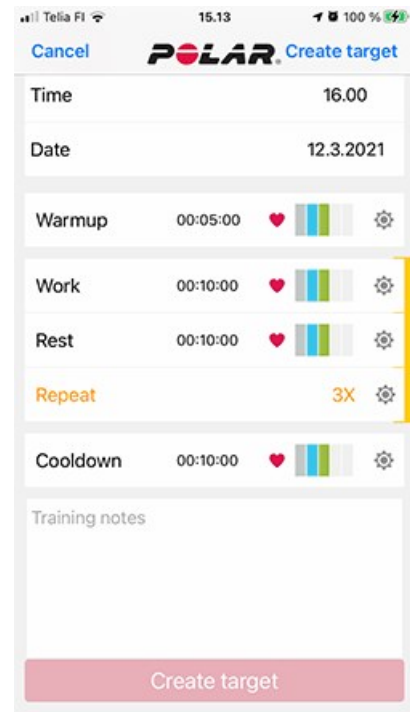 Telia FI 15.13 100 %
Cancel POLAR. Create target
Time 16.00
Date 12.3.2021
Warmup 00:05:00
Work 00:10:00
Rest 00:10:00
Repeat 3X
Cooldown 00:10:00
Training notes
Create target